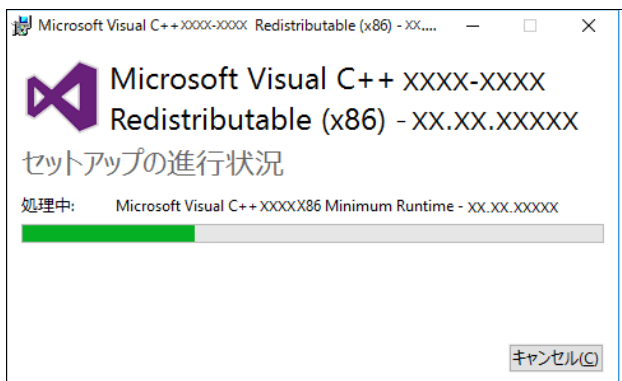 Microsoft Visual C++ XXXX-XXXX Redistributable (x86) - XX....
Microsoft Visual C++ XXXX-XXXX
Redistributable (x86) - XX.XX.XXXXX
セットアップの進行状況
処理中: Microsoft Visual C++ XXXXX86 Minimum Runtime - XX.XX.XXXXX
キャンセル(C)